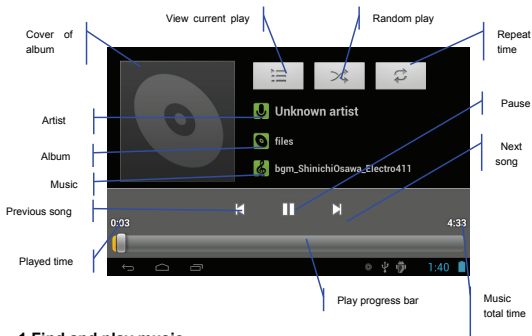 View current play
Random play
Cover of
album
Repeat
time
Pause
Unknown artist
Artist
files
Album
Next
song
bgm_ShinichiOsawa_Electro411
Music
Previous song
0:03
4:33
Played time
1:40
Play progress bar
Music
total time
1 Find and play music